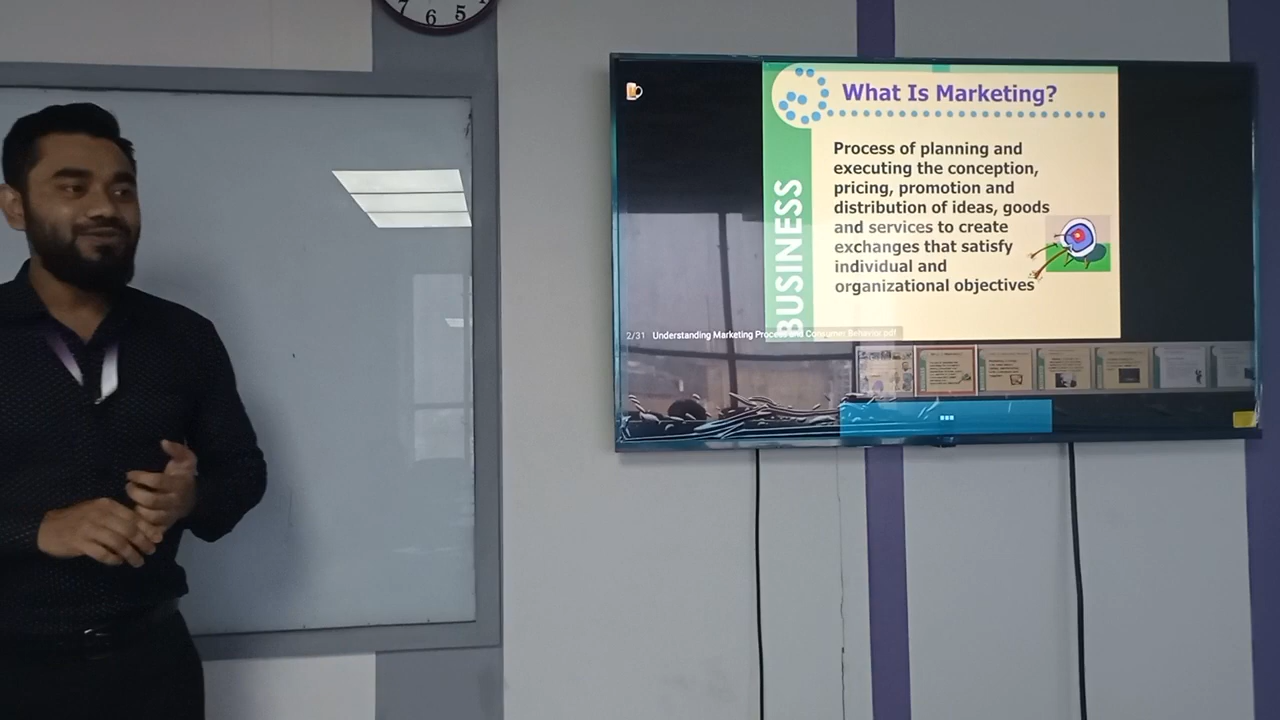 7 6 5
What Is Marketing?
Process of planning and
executing the conception,
pricing, promotion and
distribution of ideas, goods
and services to create
exchanges that satisfy
individual and
organizational objectives
BUSINESS
2/31 Understanding Marketing Process and Consumer Behavior.pdf